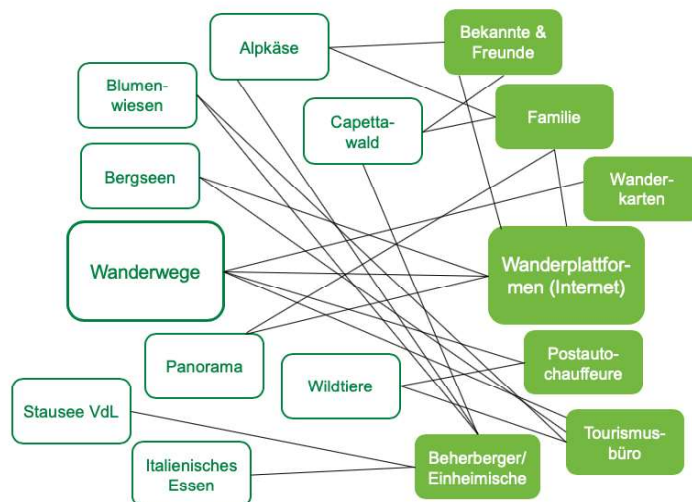 Alpkäse
Bekannte &
Freunde
Blumen-
wiesen
Capetta-
wald
Familie
Bergseen
Wander-
karten
Wanderwege
Wanderplattfor-
men (Internet)
Panorama
Postauto-
chauffeure
Wildtiere
Stausee VdL
Tourismus-
büro
Beherberger/
Einheimische
Italienisches
Essen